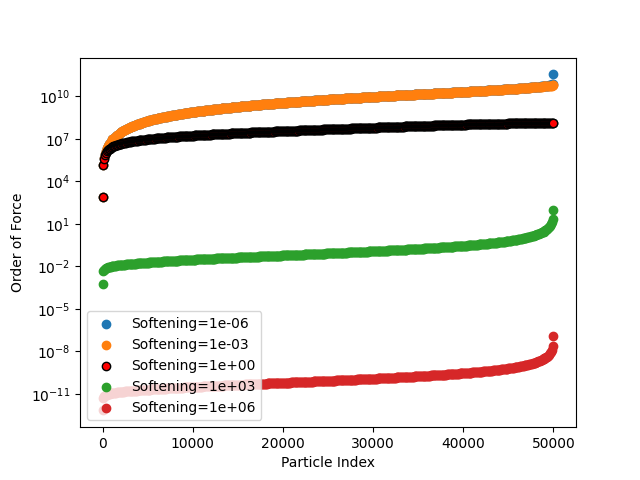 Order of Force
10^10
10^7
10^4
10^1
10^-2
10^-5
10^-8
10^-11
Softening=1e-06
Softening=1e-03
Softening=1e+00
Softening=1e+03
Softening=1e+06
0
10000
20000
30000
40000
50000
Particle Index